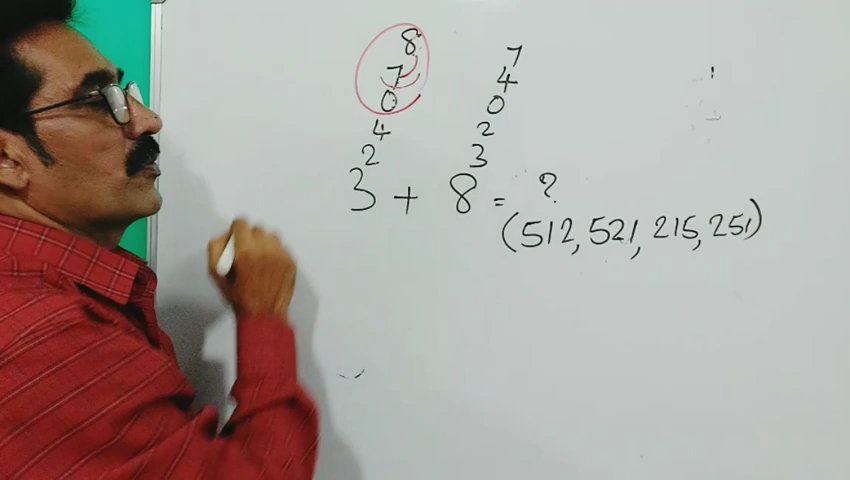 3^2^4^0^7^8 + 8^3^2^0^4^7 = ?
(512, 521, 215, 251)